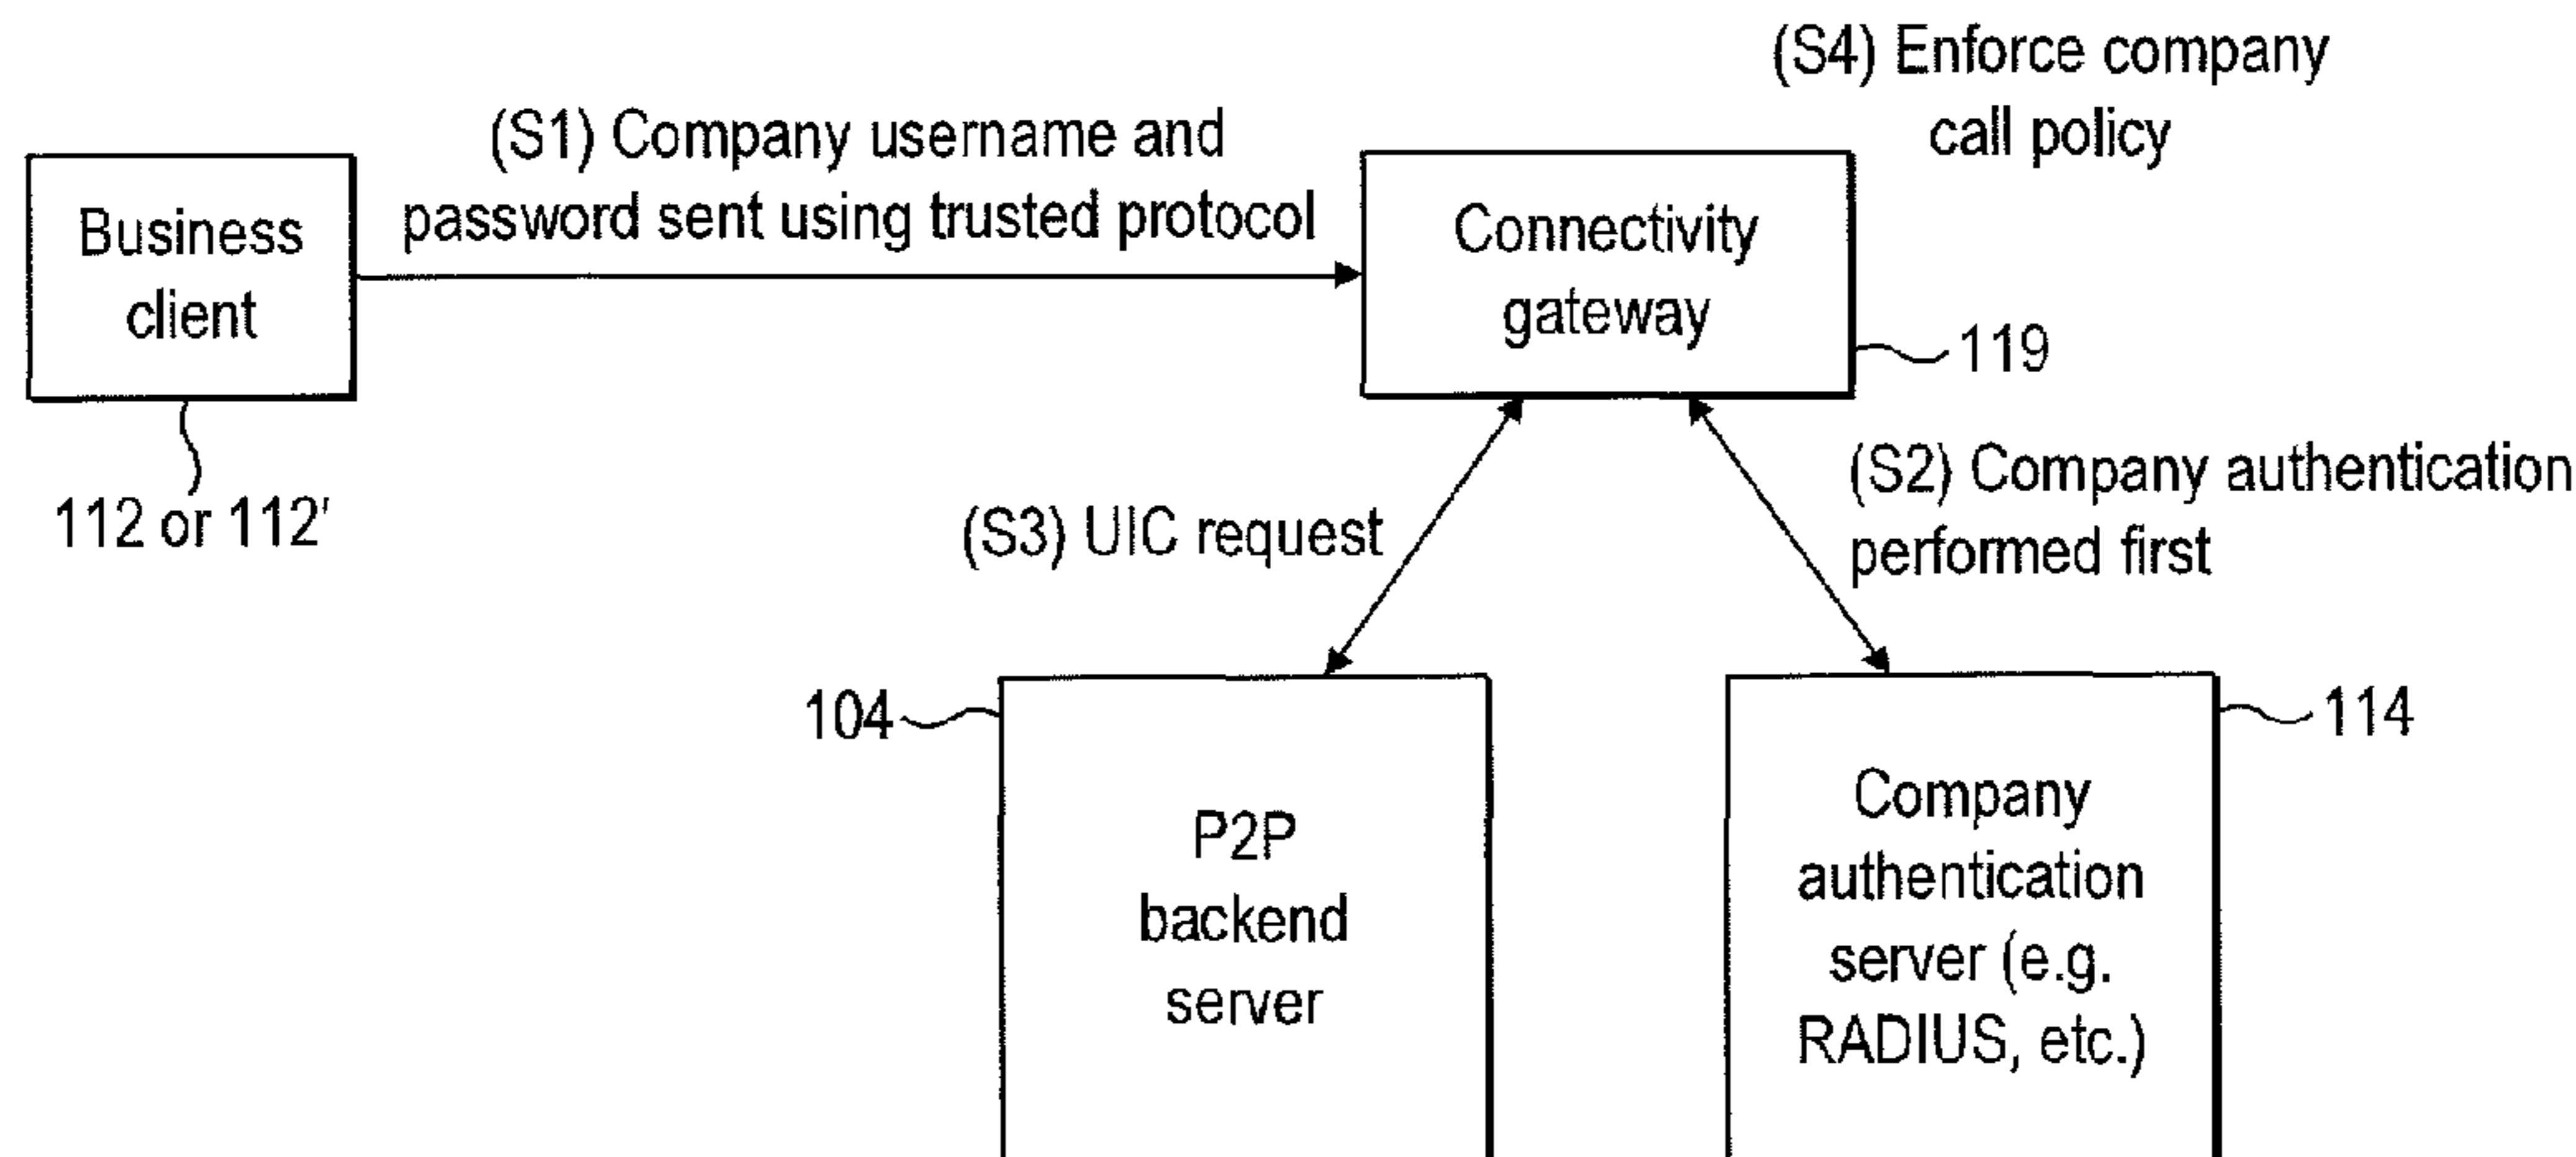 (S4) Enforce company
call policy
(S1) Company username and
password sent using trusted protocol
Business
client
Connectivity
gateway
119
112 or 112'
(S3) UIC request
(S2) Company authentication
performed first
104
114
P2P
backend
server
Company
authentication
server (e.g.
RADIUS, etc.)